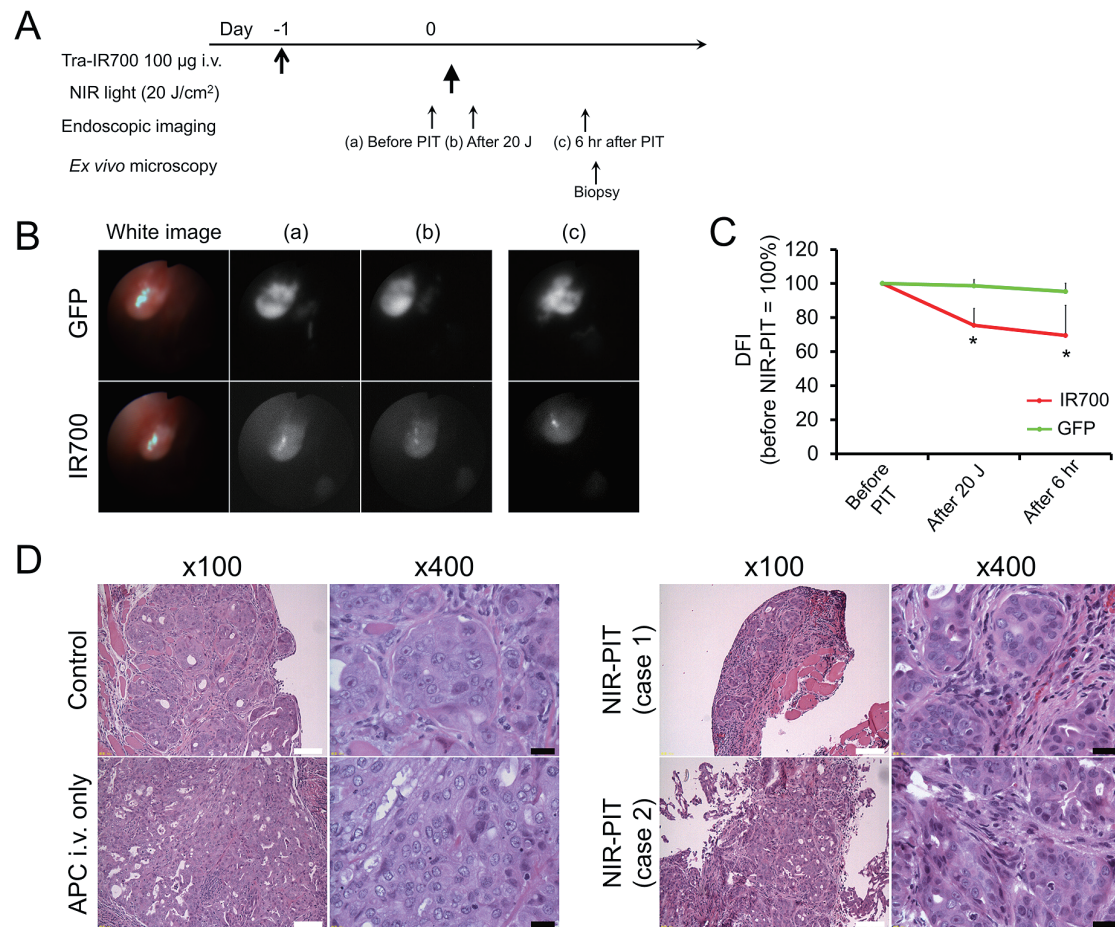 A
Day -1 0
Tra-IR700 100 µg i.v.
NIR light (20 J/cm²)
Endoscopic imaging
(a) Before PIT (b) After 20 J (c) 6 hr after PIT
Ex vivo microscopy
Biopsy
B
White image (a) (b) (c)
GFP
IR700
C
DFI
(before NIR-PIT = 100%)
120
100
80
60
40
20
0
*
*
IR700
GFP
Before
PIT
After 20 J
After 6 hr
D
x100 x400 x100 x400
Control
APC i.v. only
NIR-PIT
(case 1)
NIR-PIT
(case 2)